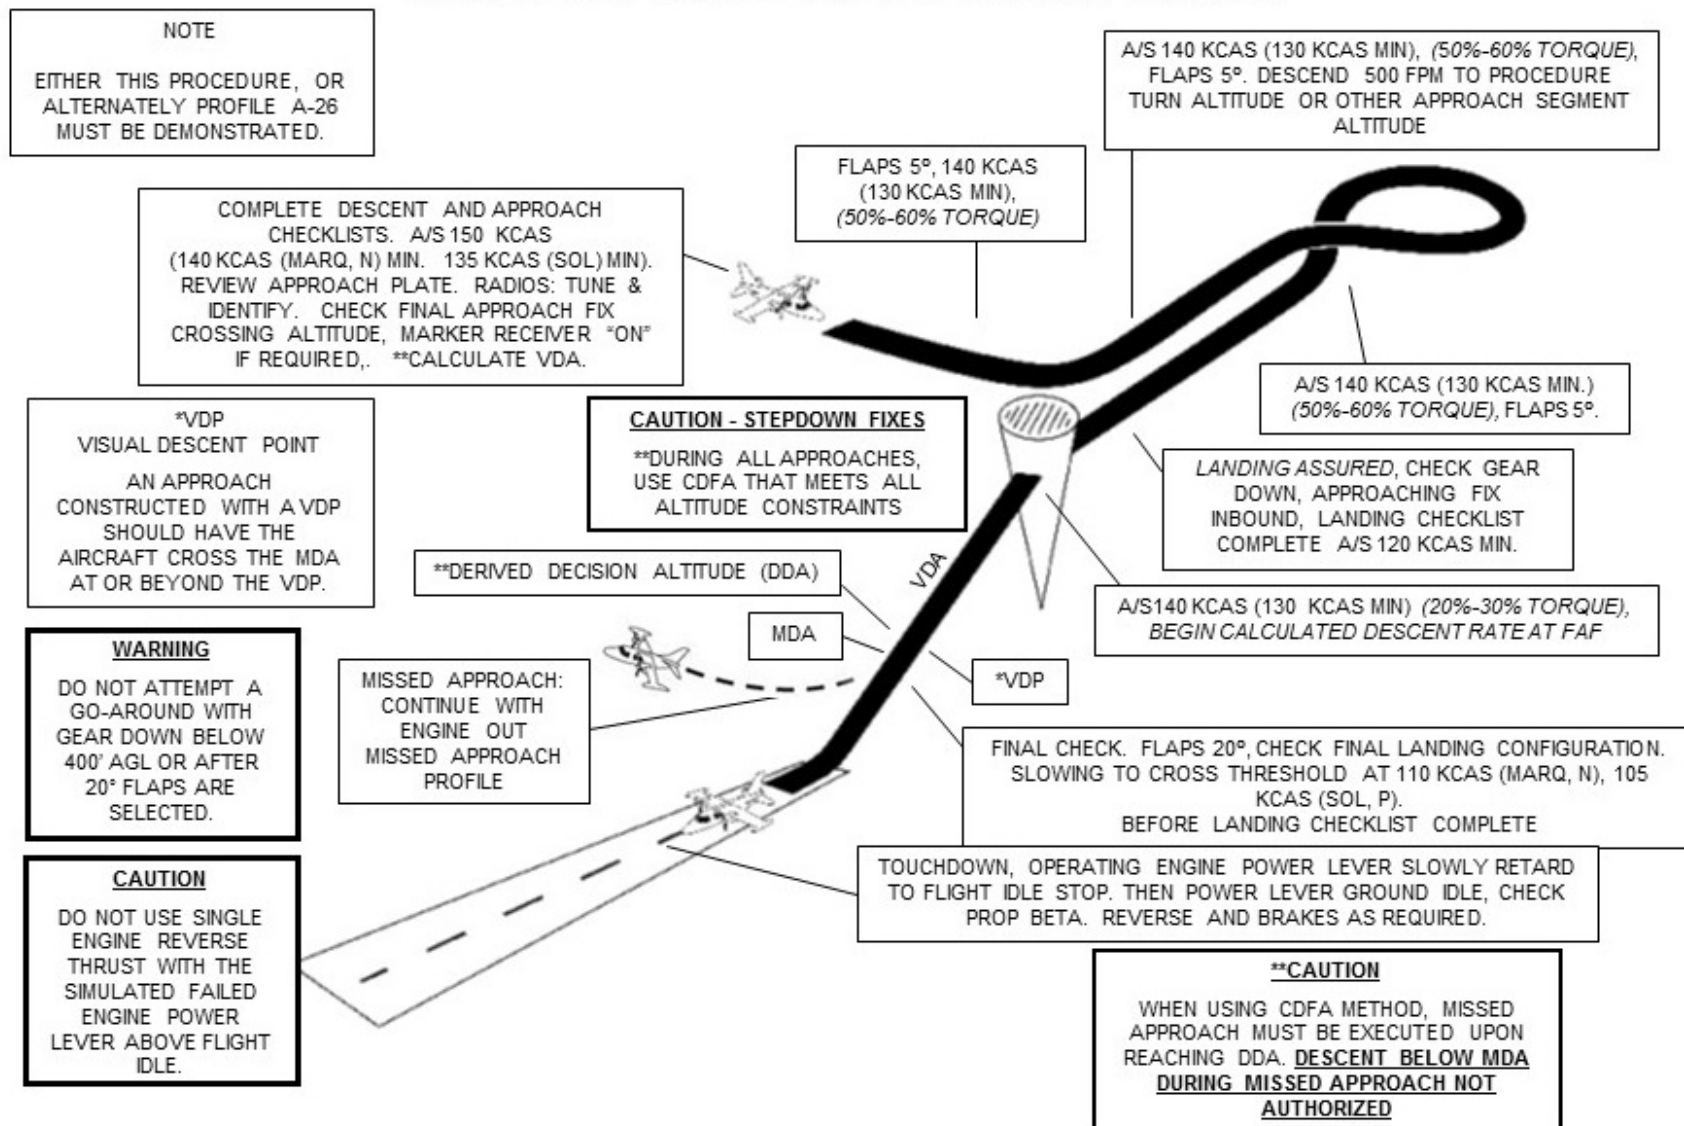 NOTE
EITHER THIS PROCEDURE, OR
ALTERNATELY PROFILE A-26
MUST BE DEMONSTRATED.
A/S 140 KCAS (130 KCAS MIN), (50%-60% TORQUE),
FLAPS 5º. DESCEND 500 FPM TO PROCEDURE
TURN ALTITUDE OR OTHER APPROACH SEGMENT
ALTITUDE
FLAPS 5º, 140 KCAS
(130 KCAS MIN),
(50%-60% TORQUE)
COMPLETE DESCENT AND APPROACH
CHECKLISTS. A/S 150 KCAS
(140 KCAS (MARQ, N) MIN. 135 KCAS (SOL) MIN).
REVIEW APPROACH PLATE. RADIOS: TUNE &
IDENTIFY. CHECK FINAL APPROACH FIX
CROSSING ALTITUDE, MARKER RECEIVER “ON”
IF REQUIRED,. **CALCULATE VDA.
A/S 140 KCAS (130 KCAS MIN.)
(50%-60% TORQUE), FLAPS 5º.
*VDP
VISUAL DESCENT POINT
AN APPROACH
CONSTRUCTED WITH A VDP
SHOULD HAVE THE
AIRCRAFT CROSS THE MDA
AT OR BEYOND THE VDP.
CAUTION - STEPDOWN FIXES
**DURING ALL APPROACHES,
USE CDFA THAT MEETS ALL
ALTITUDE CONSTRAINTS
LANDING ASSURED, CHECK GEAR
DOWN, APPROACHING FIX
INBOUND, LANDING CHECKLIST
COMPLETE A/S 120 KCAS MIN.
**DERIVED DECISION ALTITUDE (DDA)
VDA
A/S140 KCAS (130 KCAS MIN) (20%-30% TORQUE),
BEGIN CALCULATED DESCENT RATE AT FAF
MDA
*VDP
WARNING
DO NOT ATTEMPT A
GO-AROUND WITH
GEAR DOWN BELOW
400’ AGL OR AFTER
20° FLAPS ARE
SELECTED.
MISSED APPROACH:
CONTINUE WITH
ENGINE OUT
MISSED APPROACH
PROFILE
FINAL CHECK. FLAPS 20º, CHECK FINAL LANDING CONFIGURATION.
SLOWING TO CROSS THRESHOLD AT 110 KCAS (MARQ, N), 105
KCAS (SOL, P).
BEFORE LANDING CHECKLIST COMPLETE
CAUTION
DO NOT USE SINGLE
ENGINE REVERSE
THRUST WITH THE
SIMULATED FAILED
ENGINE POWER
LEVER ABOVE FLIGHT
IDLE.
TOUCHDOWN, OPERATING ENGINE POWER LEVER SLOWLY RETARD
TO FLIGHT IDLE STOP. THEN POWER LEVER GROUND IDLE, CHECK
PROP BETA. REVERSE AND BRAKES AS REQUIRED.
**CAUTION
WHEN USING CDFA METHOD, MISSED
APPROACH MUST BE EXECUTED UPON
REACHING DDA. DESCENT BELOW MDA
DURING MISSED APPROACH NOT
AUTHORIZED